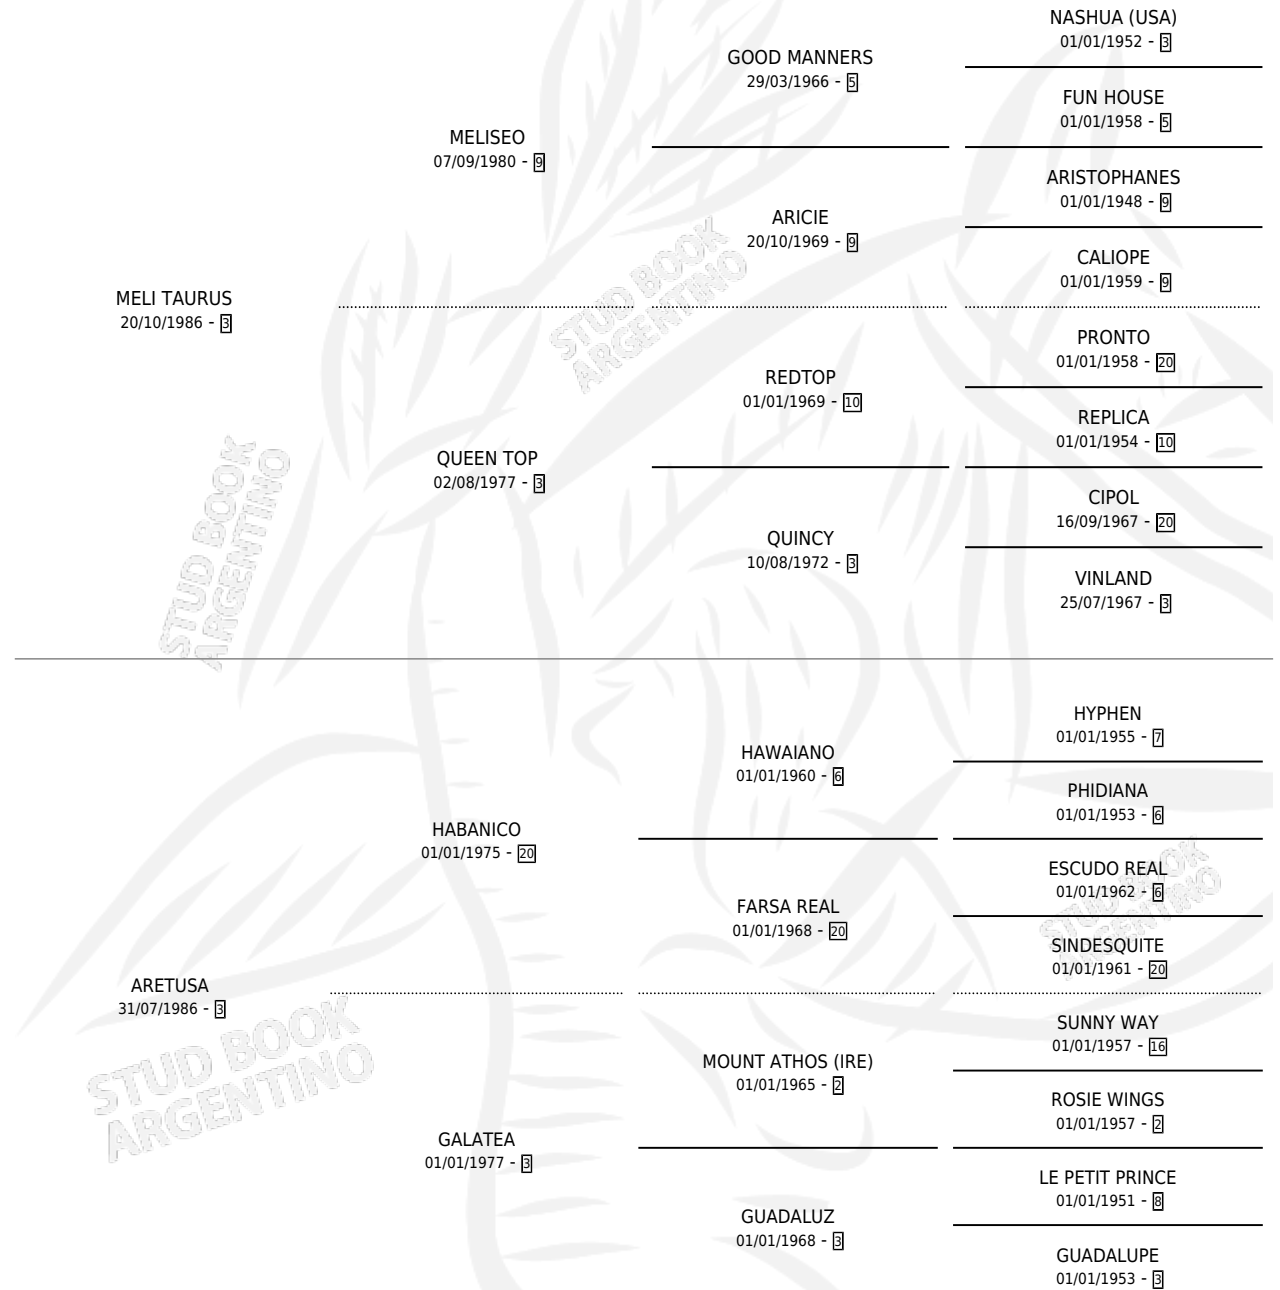 NASHUA (USA)
01/01/1952 - 3
GOOD MANNERS
29/03/1966 - 5
FUN HOUSE
01/01/1958 - 5
MELISEO
07/09/1980 - 9
ARISTOPHANES
01/01/1948 - 9
ARICIE
20/10/1969 - 9
CALIOPE
01/01/1959 - 9
MELI TAURUS
20/10/1986 - 3
PRONTO
01/01/1958 - 20
REDTOP
01/01/1969 - 10
REPLICA
01/01/1954 - 10
QUEEN TOP
02/08/1977 - 3
CIPOL
16/09/1967 - 20
QUINCY
10/08/1972 - 3
VINLAND
25/07/1967 - 3
HYPHEN
01/01/1955 - 7
HAWAIANO
01/01/1960 - 6
PHIDIANA
01/01/1953 - 6
HABANICO
01/01/1975 - 20
ESCUDO REAL
01/01/1962 - 6
FARSA REAL
01/01/1968 - 20
SINDESQUITE
01/01/1961 - 20
ARETUSA
31/07/1986 - 3
SUNNY WAY
01/01/1957 - 16
MOUNT ATHOS (IRE)
01/01/1965 - 2
ROSIE WINGS
01/01/1957 - 2
GALATEA
01/01/1977 - 3
LE PETIT PRINCE
01/01/1951 - 8
GUADALUZ
01/01/1968 - 3
GUADALUPE
01/01/1953 - 3
STUD BOOK
ARGENTINO
STUD BOOK
ARGENTINO
STUD BOOK
ARGENTINO
STUD BOOK
ARGENTINO